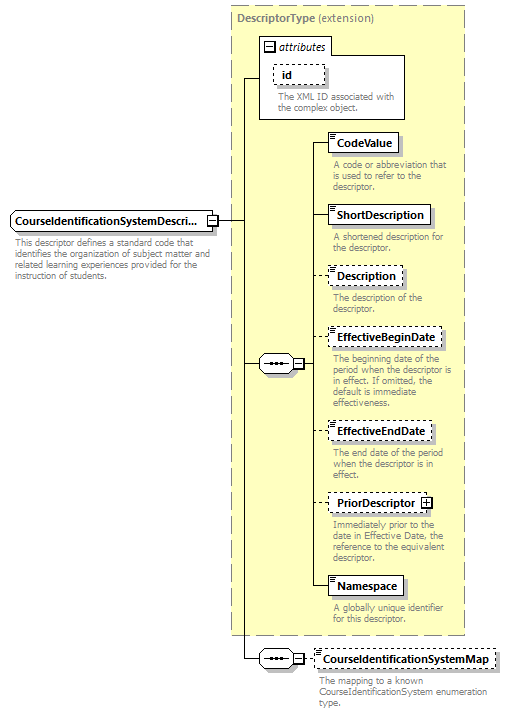 DescriptorType (extension)
attributes
id
The XML ID associated with
the complex object.
CodeValue
A code or abbreviation that
is used to refer to the
descriptor.
CourseIdentificationSystemDescri...
This descriptor defines a standard code that
identifies the organization of subject matter and
related learning experiences provided for the
instruction of students.
ShortDescription
A shortened description for
the descriptor.
Description
The description of the
descriptor.
EffectiveBeginDate
The beginning date of the
period when the descriptor is
in effect. If omitted, the
default is immediate
effectiveness.
EffectiveEndDate
The end date of the period
when the descriptor is in
effect.
PriorDescriptor
Immediately prior to the
date in Effective Date, the
reference to the equivalent
descriptor.
Namespace
A globally unique identifier
for this descriptor.
CourseIdentificationSystemMap
The mapping to a known
CourseIdentificationSystem enumeration
type.